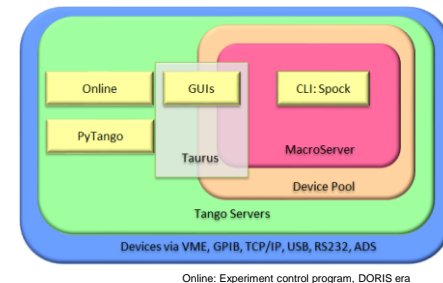 Online
GUIs
CLI: Spock
PyTango
Taurus
MacroServer
Device Pool
Tango Servers
Devices via VME, GPIB, TCP/IP, USB, RS232, ADS
Online: Experiment control program, DORIS era